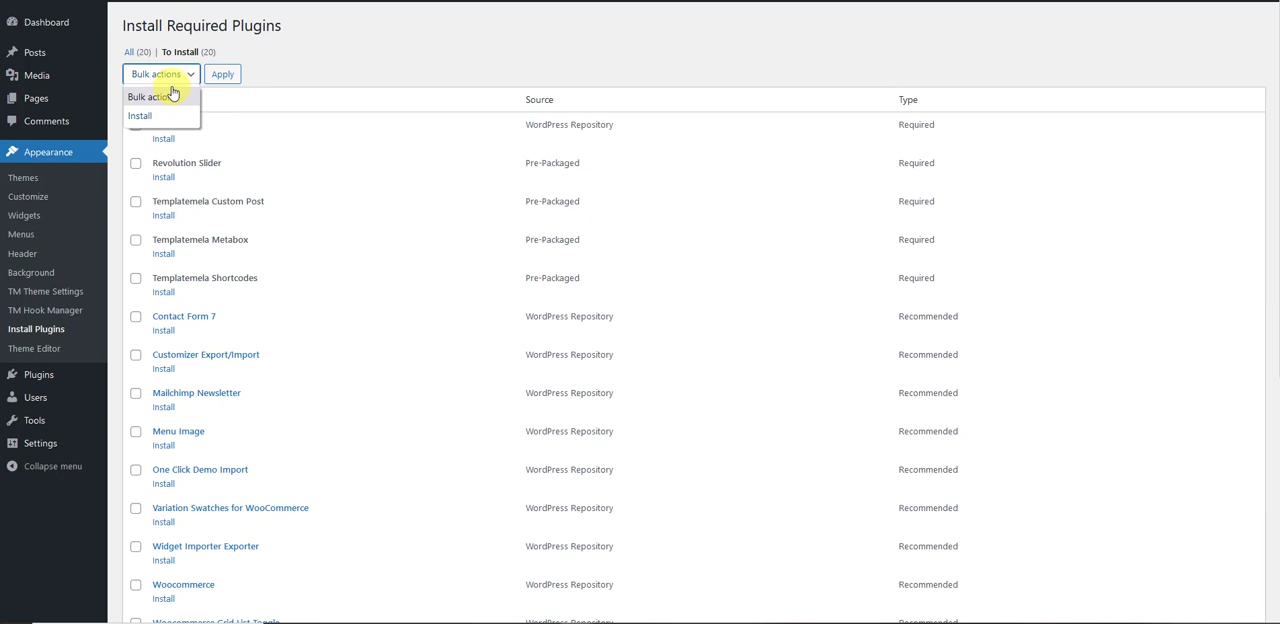 Dashboard
Posts
Media
Pages
Comments
Appearance
Themes
Customize
Widgets
Menus
Header
Background
TM Theme Settings
TM Hook Manager
Install Plugins
Theme Editor
Plugins
Users
Tools
Settings
Collapse menu
Install Required Plugins
All (20) | To Install (20)
Bulk actions Apply
Bulk actio
Install
Source Type
WordPress Repository Required
Install
Revolution Slider Pre-Packaged Required
Install
Templatemela Custom Post Pre-Packaged Required
Install
Templatemela Metabox Pre-Packaged Required
Install
Templatemela Shortcodes Pre-Packaged Required
Install
Contact Form 7 WordPress Repository Recommended
Install
Customizer Export/Import WordPress Repository Recommended
Install
Mailchimp Newsletter WordPress Repository Recommended
Install
Menu Image WordPress Repository Recommended
Install
One Click Demo Import WordPress Repository Recommended
Install
Variation Swatches for WooCommerce WordPress Repository Recommended
Install
Widget Importer Exporter WordPress Repository Recommended
Install
Woocommerce WordPress Repository Recommended
Install
Woocommerce Grid List Toggle